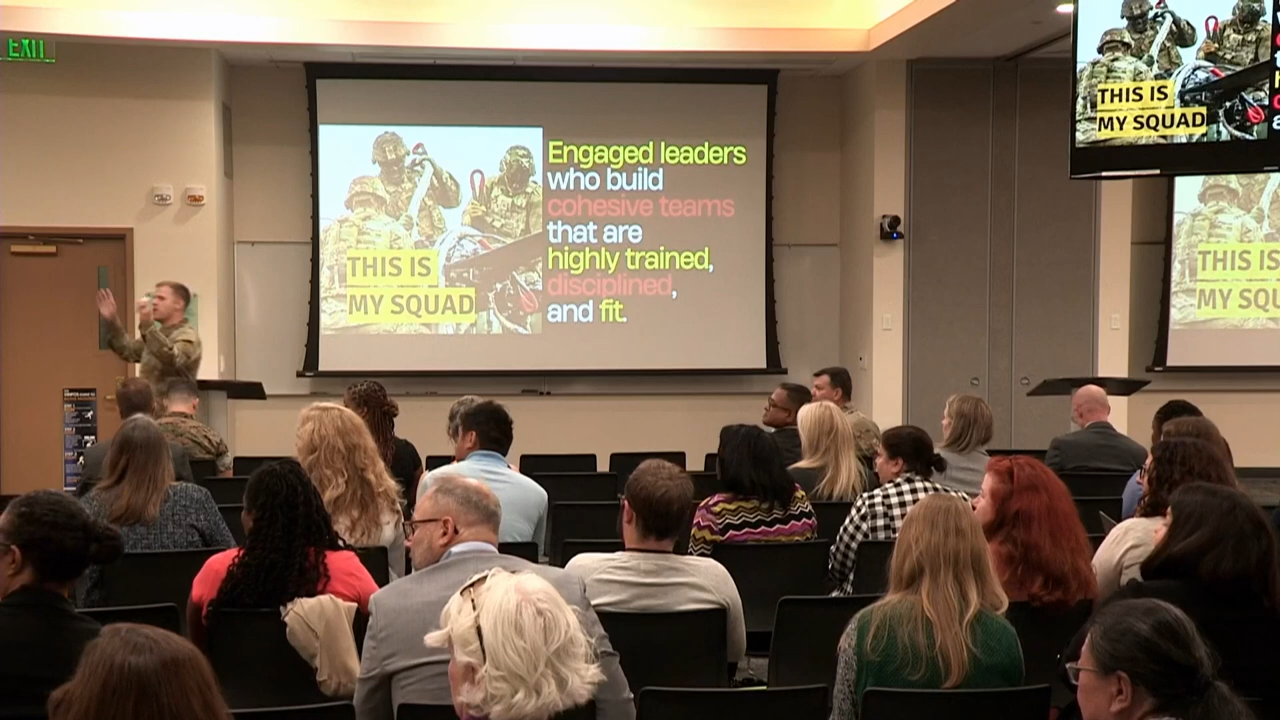 EXIT
THIS IS
MY SQUAD
Engaged leaders
who build
cohesive teams
that are
highly trained,
disciplined,
and fit.
THIS IS
MY SQUAD
THIS IS
MY SQU